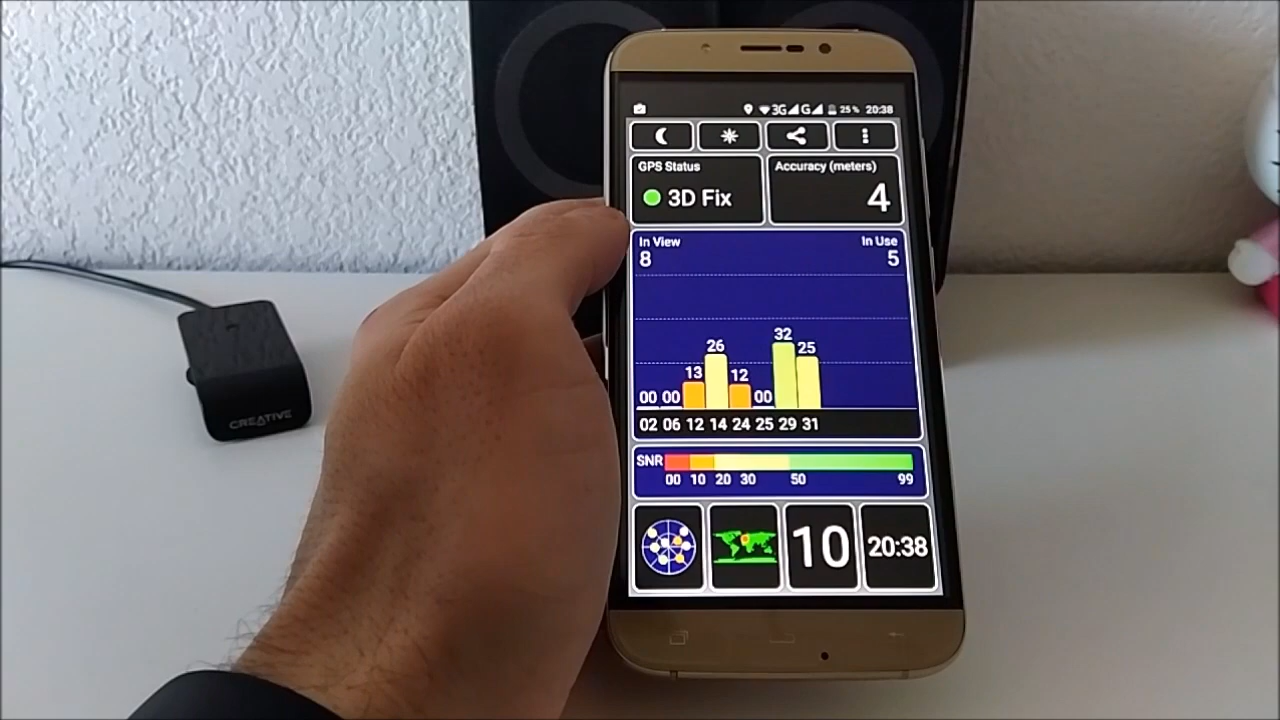 3G G 25% 20:38
GPS Status
3D Fix
Accuracy (meters)
4
In View
8
In Use
5
00 00 13 26 12 00 32 25
02 06 12 14 24 25 29 31
SNR
00 10 20 30 50 99
10
20:38
CREATIVE